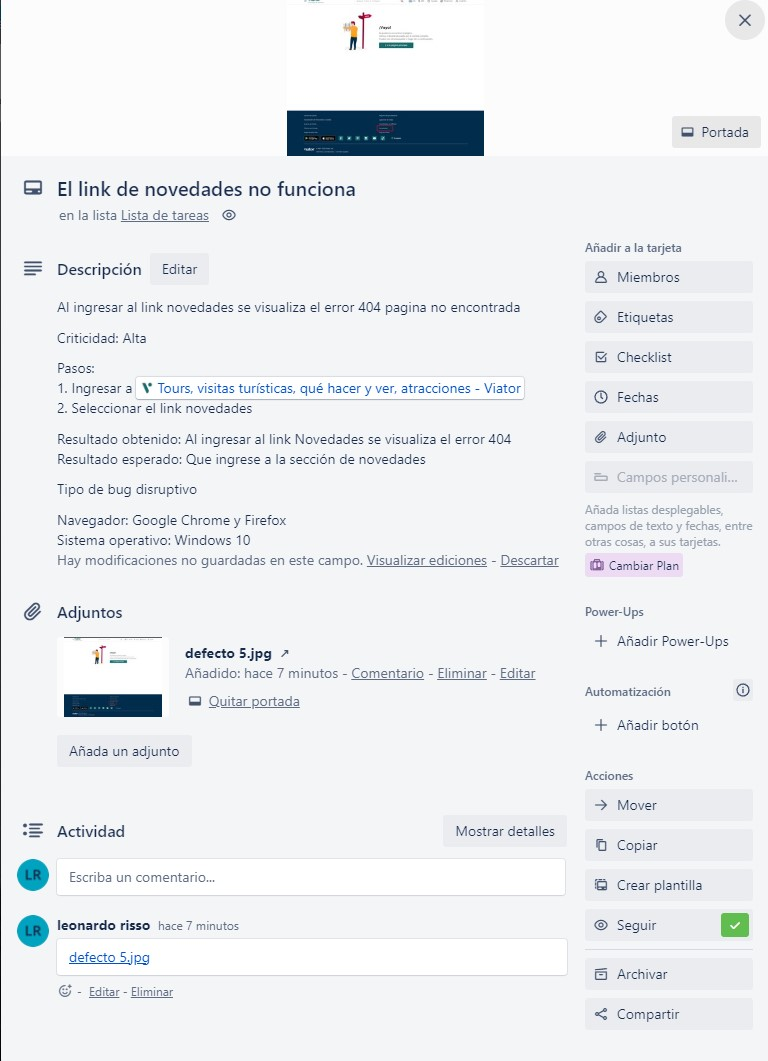 ¡Vaya!
Portada
El link de novedades no funciona
en la lista Lista de tareas
Descripción Editar
Al ingresar al link novedades se visualiza el error 404 pagina no encontrada
Criticidad: Alta
Pasos:
1. Ingresar a Tours, visitas turísticas, qué hacer y ver, atracciones - Viator
2. Seleccionar el link novedades
Resultado obtenido: Al ingresar al link Novedades se visualiza el error 404
Resultado esperado: Que ingrese a la sección de novedades
Tipo de bug disruptivo
Navegador: Google Chrome y Firefox
Sistema operativo: Windows 10
Hay modificaciones no guardadas en este campo. Visualizar ediciones - Descartar
Adjuntos
defecto 5.jpg ↗
Añadido: hace 7 minutos - Comentario - Eliminar - Editar
Quitar portada
Añada un adjunto
Actividad Mostrar detalles
LR Escriba un comentario...
LR leonardo risso hace 7 minutos
defecto 5.jpg
- Editar - Eliminar
Añadir a la tarjeta
Miembros
Etiquetas
Checklist
Fechas
Adjunto
Campos personali...
Añada listas desplegables,
campos de texto y fechas, entre
otras cosas, a sus tarjetas.
Cambiar Plan
Power-Ups
Añadir Power-Ups
Automatización
Añadir botón
Acciones
Mover
Copiar
Crear plantilla
Seguir
Archivar
Compartir